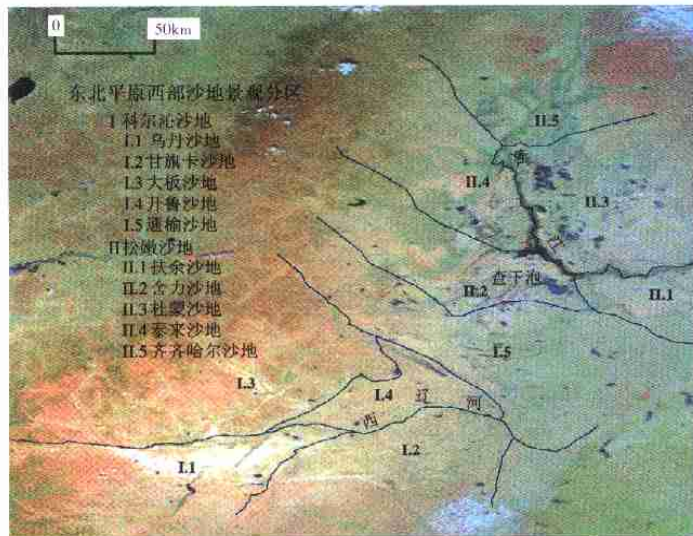 0
50km
东北平原西部沙地景观分区
I 科尔沁沙地
I.1 乌丹沙地
I.2 甘旗卡沙地
I.3 大板沙地
I.4 开鲁沙地
I.5 通榆沙地
II 松嫩沙地
II.1 扶余沙地
II.2 舍力沙地
II.3 杜蒙沙地
II.4 泰来沙地
II.5 齐齐哈尔沙地
II.5
II.4
II.3
II.2
II.1
I.5
I.3
I.4
西 辽 河
I.2
I.1